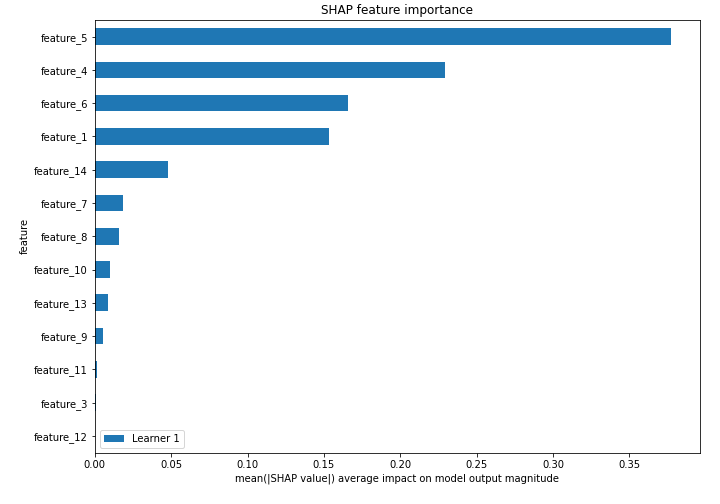 SHAP feature importance
feature_5
feature_4
feature_6
feature_1
feature_14
feature_7
feature_8
feature_10
feature_13
feature_9
feature_11
feature_3
feature_12
feature
Learner 1
0.00 0.05 0.10 0.15 0.20 0.25 0.30 0.35
mean(|SHAP value|) average impact on model output magnitude